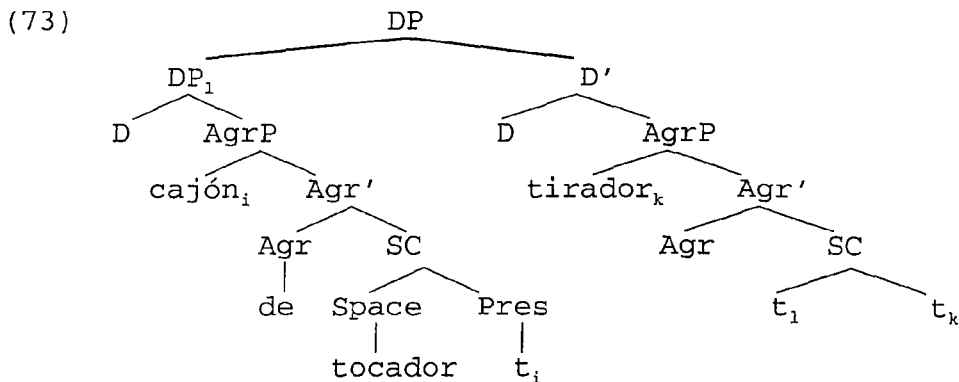 (73) DP
DP₁ D'
D AgrP D AgrP
cajónᵢ Agr' tiradorₖ Agr'
Agr SC Agr SC
de Space Pres t₁ tₖ
tocador tᵢ